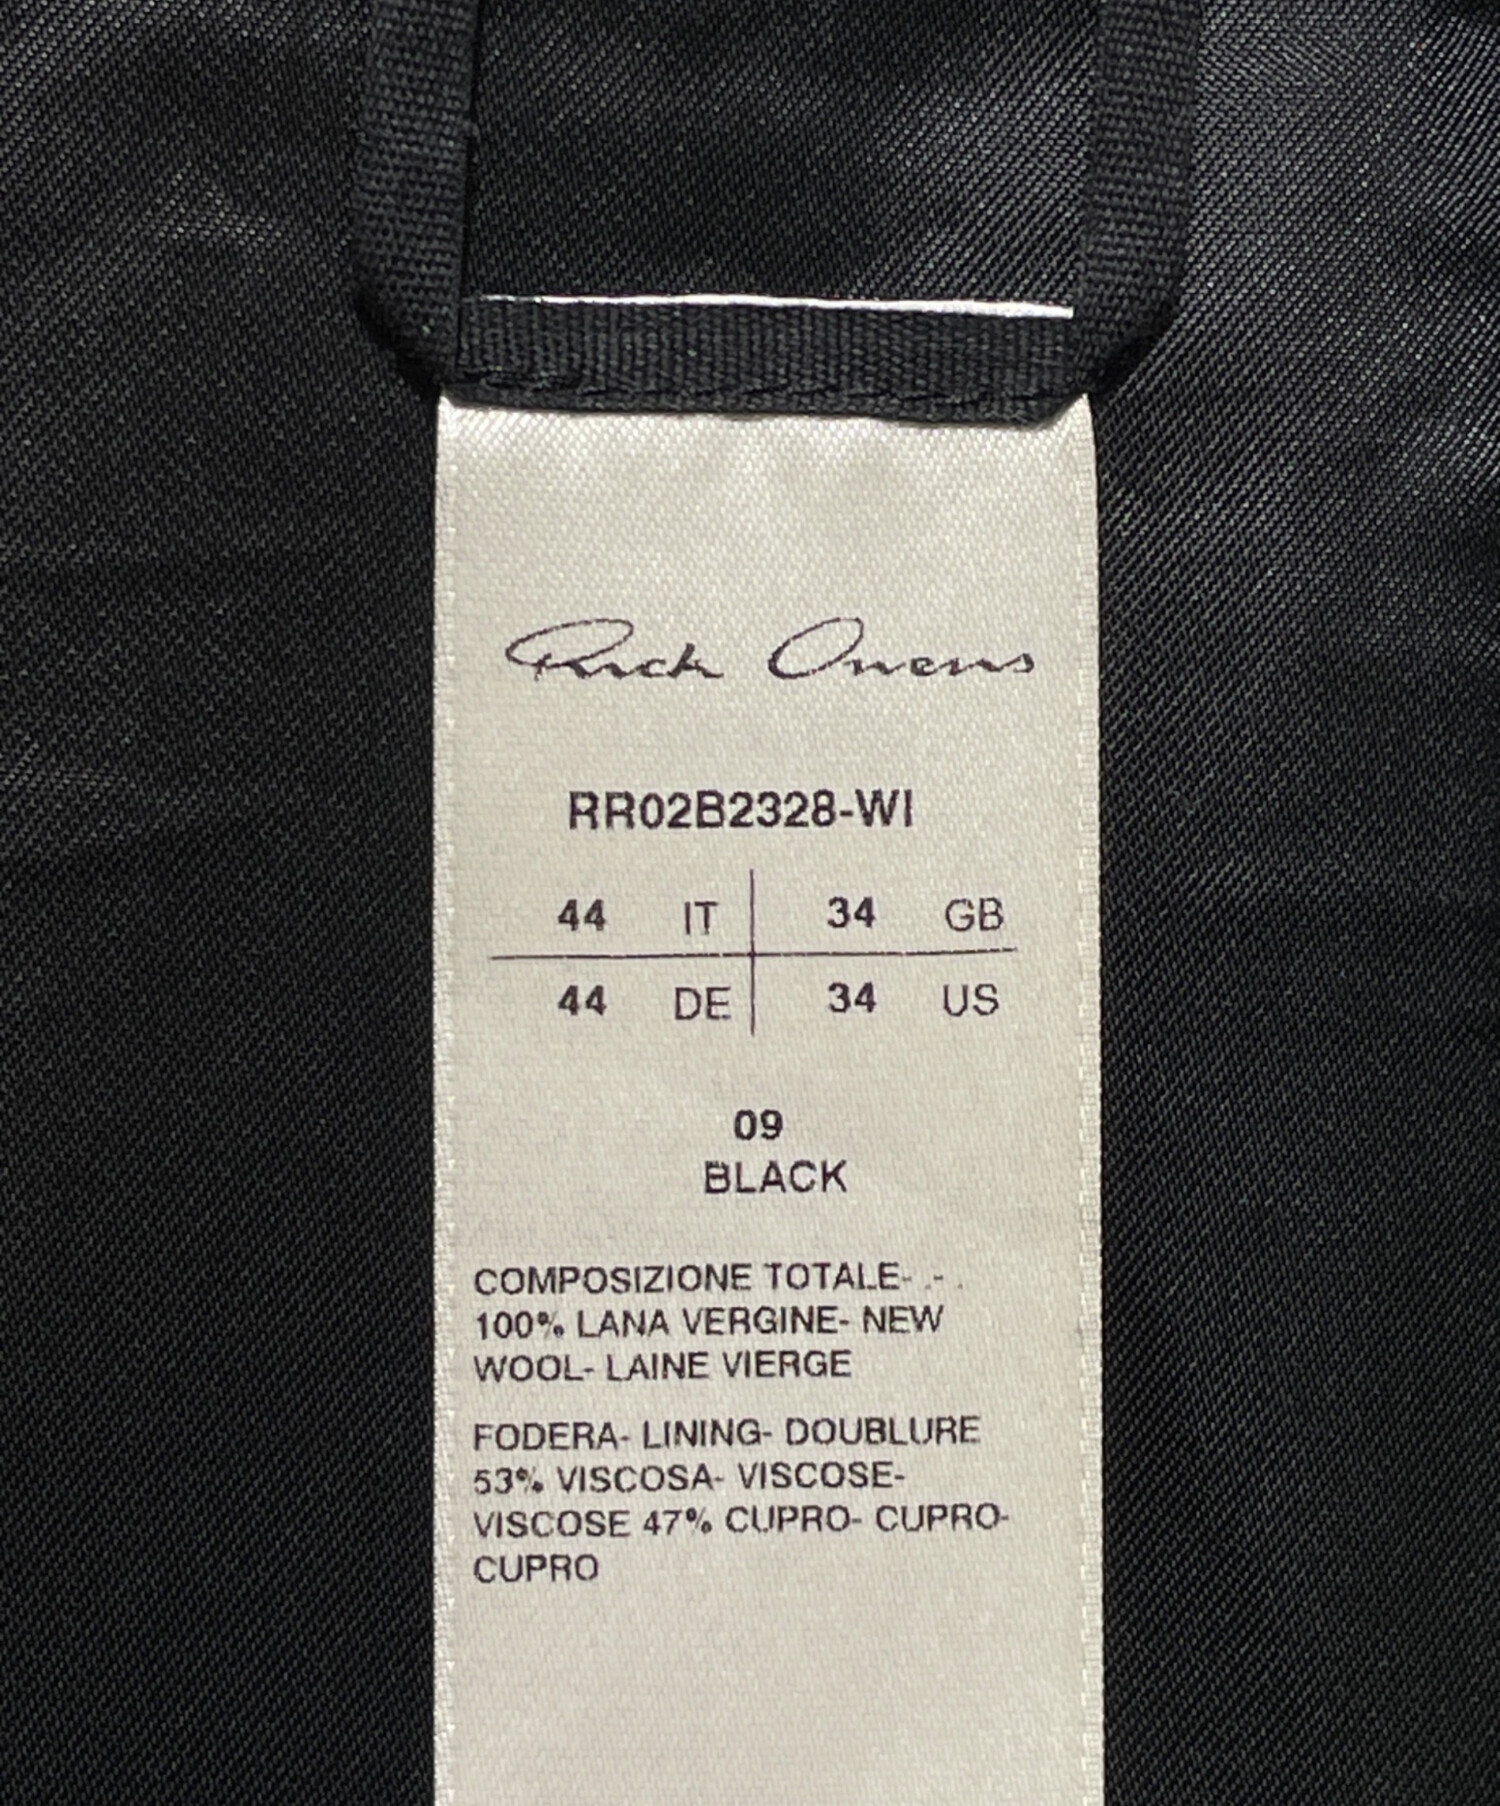 Rick Owens
RR02B2328-WI
44 IT 34 GB
44 DE 34 US
09
BLACK
COMPOSIZIONE TOTALE- .- .
100% LANA VERGINE- NEW
WOOL- LAINE VIERGE
FODERA- LINING- DOUBLURE
53% VISCOSA- VISCOSE-
VISCOSE 47% CUPRO- CUPRO-
CUPRO